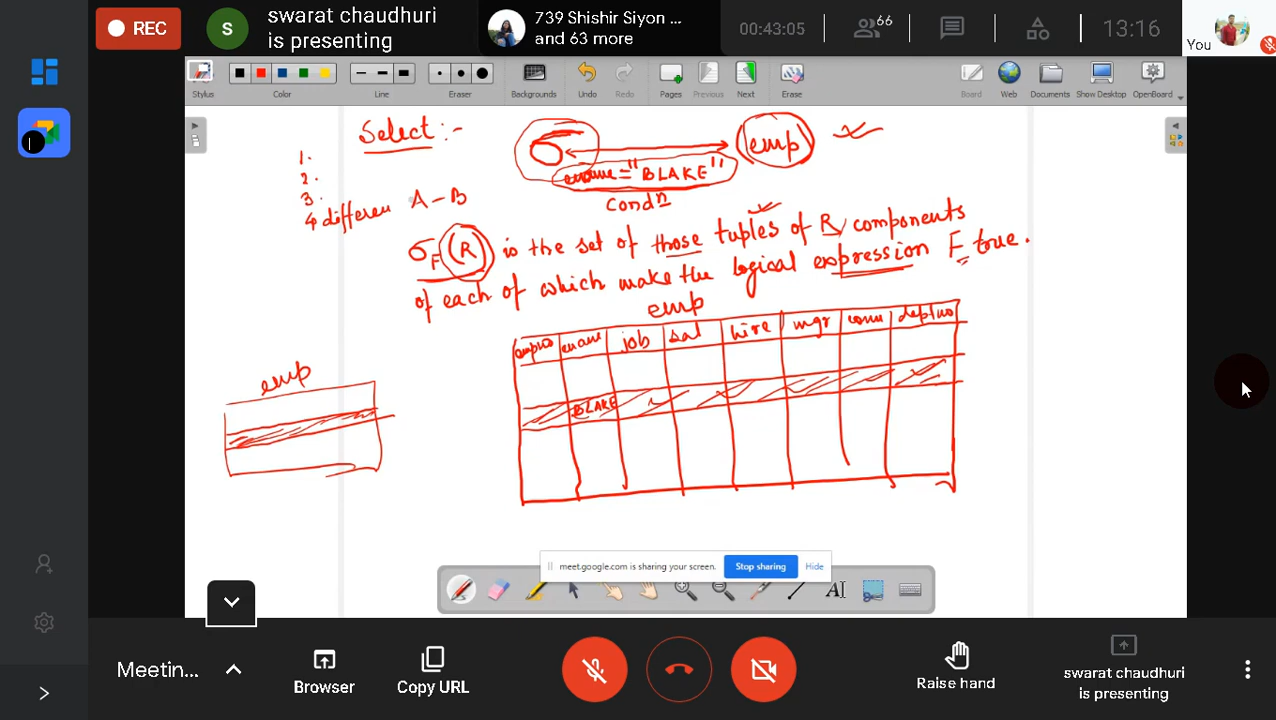 REC
S
swarat chaudhuri
is presenting
739 Shishir Siyon ...
and 63 more
00:43:05
66
13:16
You
Stylus
Color
Line
Eraser
Backgrounds
Undo
Redo
Pages
Previous
Next
Erase
Board
Web
Documents
Show Desktop
OpenBoard
Select :-
σ ename="BLAKE" (emp)
condn
1.
2.
3.
4 differen A-B
σF(R) is the set of those tuples of R components
of each of which make the logical expression F true.
emp
empno ename job sal hire mgr comm deptno
BLAKE
emp
meet.google.com is sharing your screen.
Stop sharing
Hide
AI
Meetin...
Browser
Copy URL
Raise hand
swarat chaudhuri
is presenting